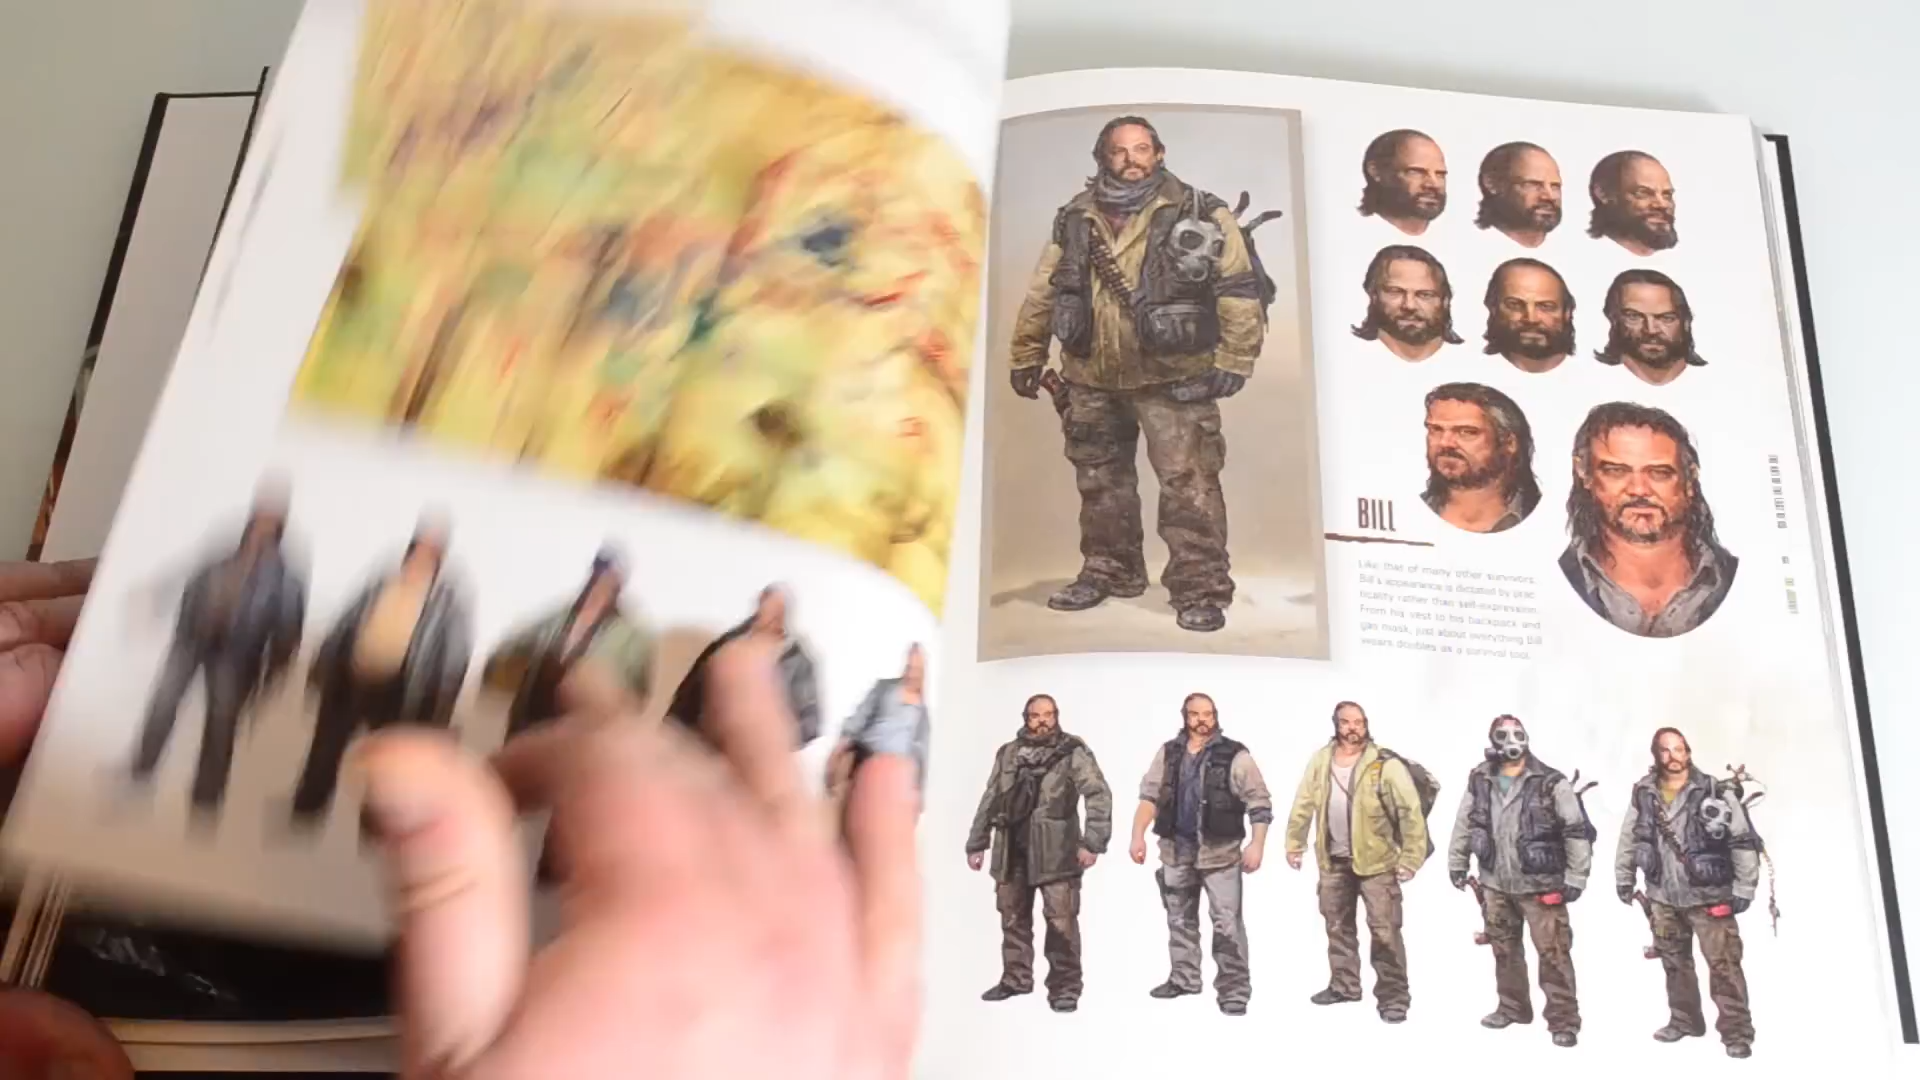 BILL
Like that of many other survivors,
Bill's appearance is dictated by prac-
ticality rather than self-expression.
From his vest to his backpack and
gas mask, just about everything Bill
wears doubles as a survival tool.